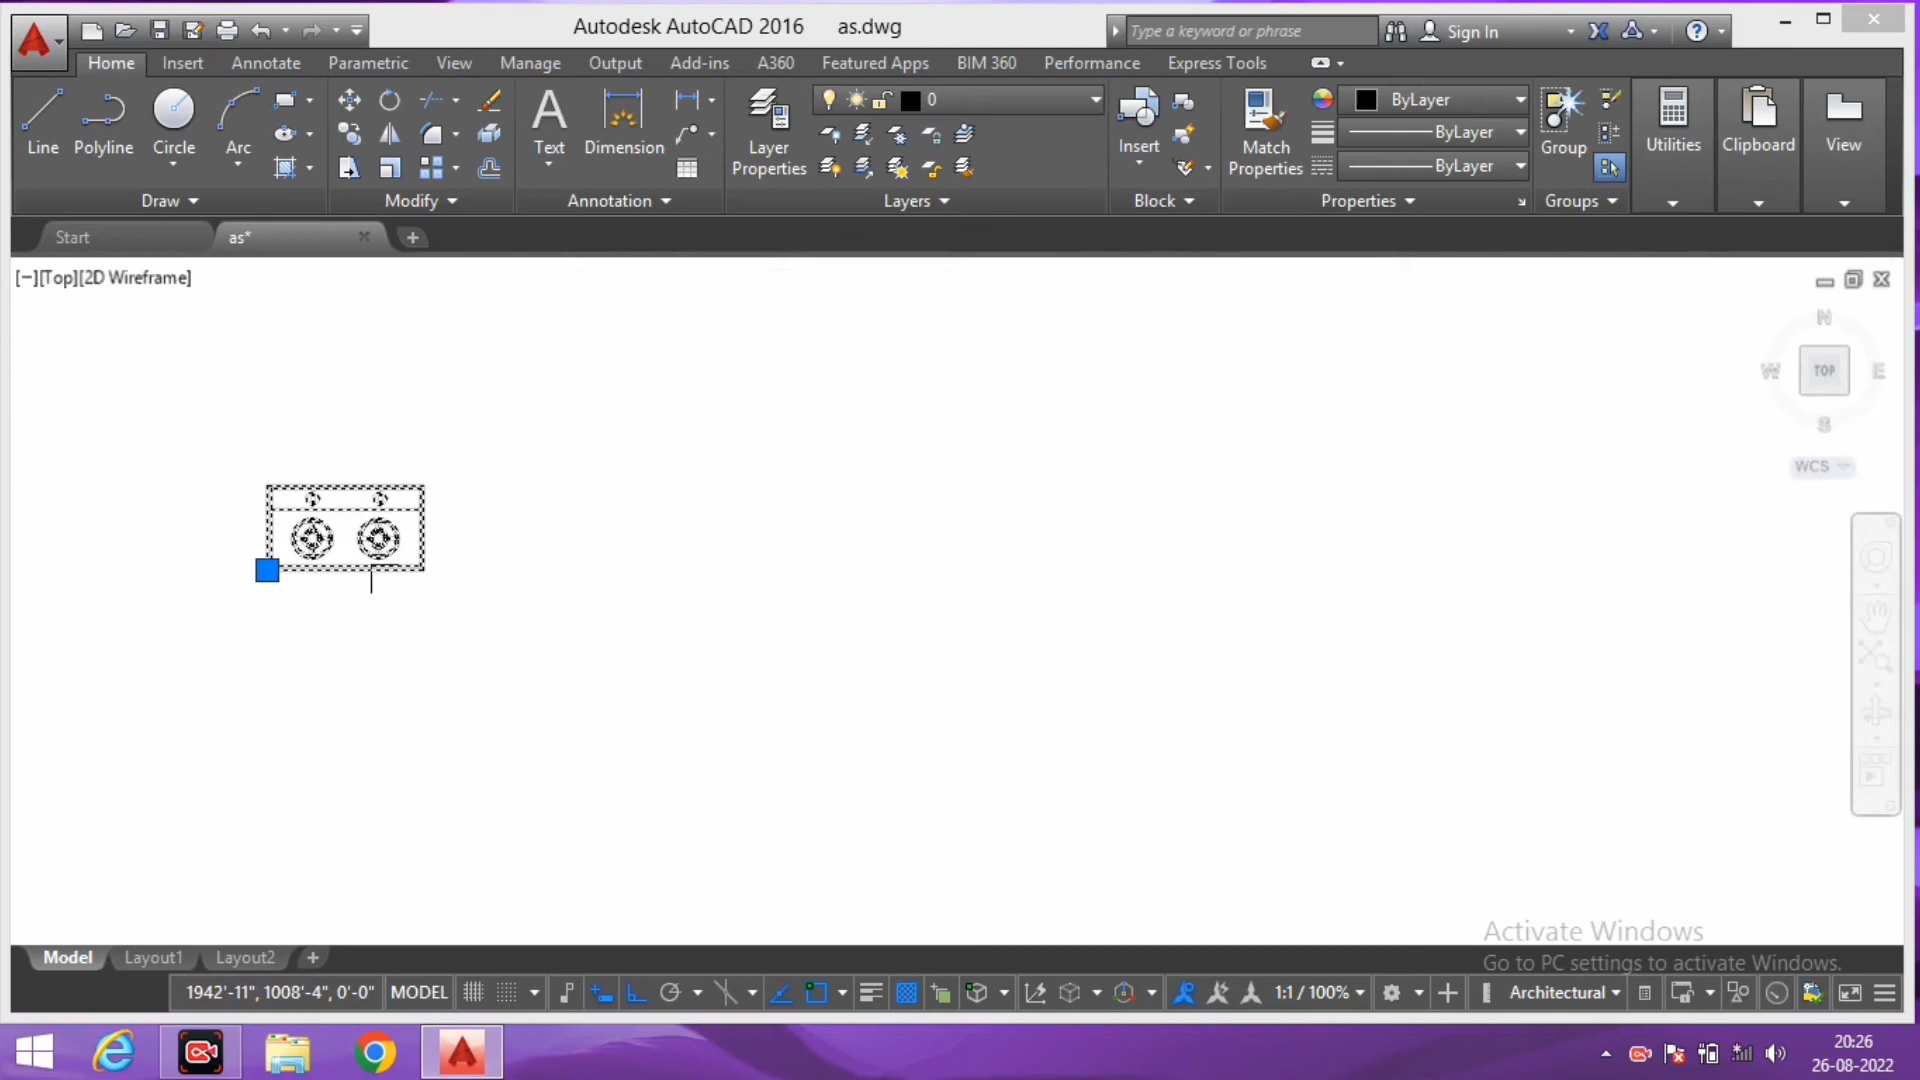 Autodesk AutoCAD 2016 as.dwg
Type a keyword or phrase
Sign In
Home Insert Annotate Parametric View Manage Output Add-ins A360 Featured Apps BIM 360 Performance Express Tools
0
ByLayer
ByLayer
ByLayer
Line Polyline Circle Arc
Text Dimension
Layer Properties
Insert
Match Properties
Group
Utilities
Clipboard
View
Draw Modify Annotation Layers Block Properties Groups
Start as*
[−][Top][2D Wireframe]
N
W TOP E
S
WCS
Activate Windows
Go to PC settings to activate Windows.
Model Layout1 Layout2
1942'-11", 1008'-4", 0'-0" MODEL 1:1 / 100% Architectural
20:26
26-08-2022